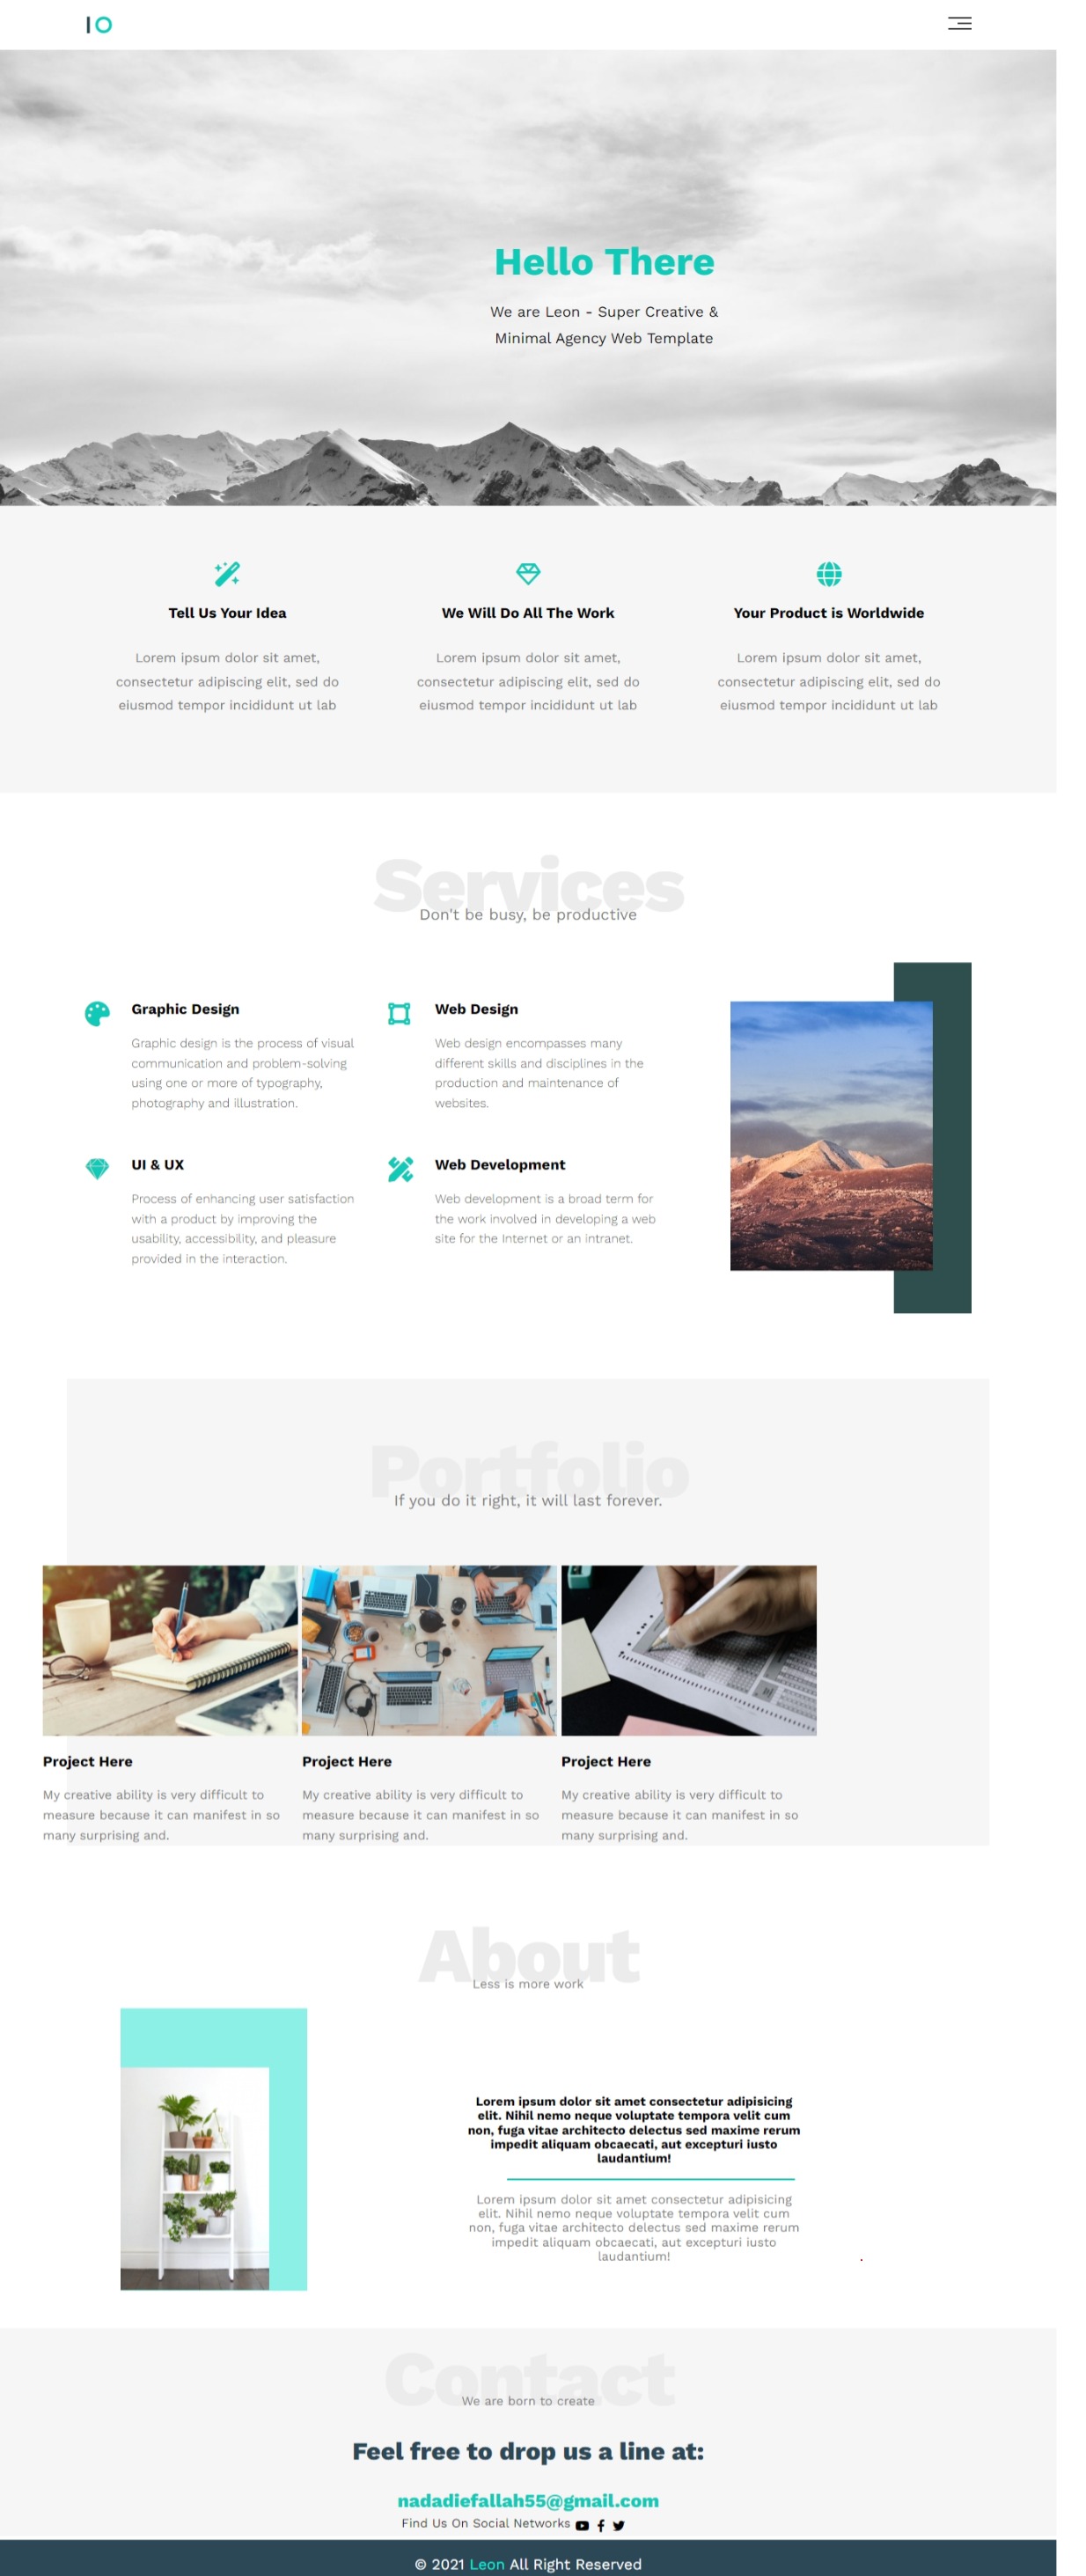 IO
Hello There
We are Leon - Super Creative &
Minimal Agency Web Template
Tell Us Your Idea
Lorem ipsum dolor sit amet,
consectetur adipiscing elit, sed do
eiusmod tempor incididunt ut lab
We Will Do All The Work
Lorem ipsum dolor sit amet,
consectetur adipiscing elit, sed do
eiusmod tempor incididunt ut lab
Your Product is Worldwide
Lorem ipsum dolor sit amet,
consectetur adipiscing elit, sed do
eiusmod tempor incididunt ut lab
Services
Don't be busy, be productive
Graphic Design
Graphic design is the process of visual
communication and problem-solving
using one or more of typography,
photography and illustration.
Web Design
Web design encompasses many
different skills and disciplines in the
production and maintenance of
websites.
UI & UX
Process of enhancing user satisfaction
with a product by improving the
usability, accessibility, and pleasure
provided in the interaction.
Web Development
Web development is a broad term for
the work involved in developing a web
site for the Internet or an intranet.
Portfolio
If you do it right, it will last forever.
Project Here
My creative ability is very difficult to
measure because it can manifest in so
many surprising and.
Project Here
My creative ability is very difficult to
measure because it can manifest in so
many surprising and.
Project Here
My creative ability is very difficult to
measure because it can manifest in so
many surprising and.
About
Less is more work
Lorem ipsum dolor sit amet consectetur adipisicing
elit. Nihil nemo neque voluptate tempora velit cum
non, fuga vitae architecto delectus sed maxime rerum
impedit aliquam obcaecati, aut excepturi iusto
laudantium!
Lorem ipsum dolor sit amet consectetur adipisicing
elit. Nihil nemo neque voluptate tempora velit cum
non, fuga vitae architecto delectus sed maxime rerum
impedit aliquam obcaecati, aut excepturi iusto
laudantium!
.
Contact
We are born to create
Feel free to drop us a line at:
nadadiefallah55@gmail.com
Find Us On Social Networks
© 2021 Leon All Right Reserved